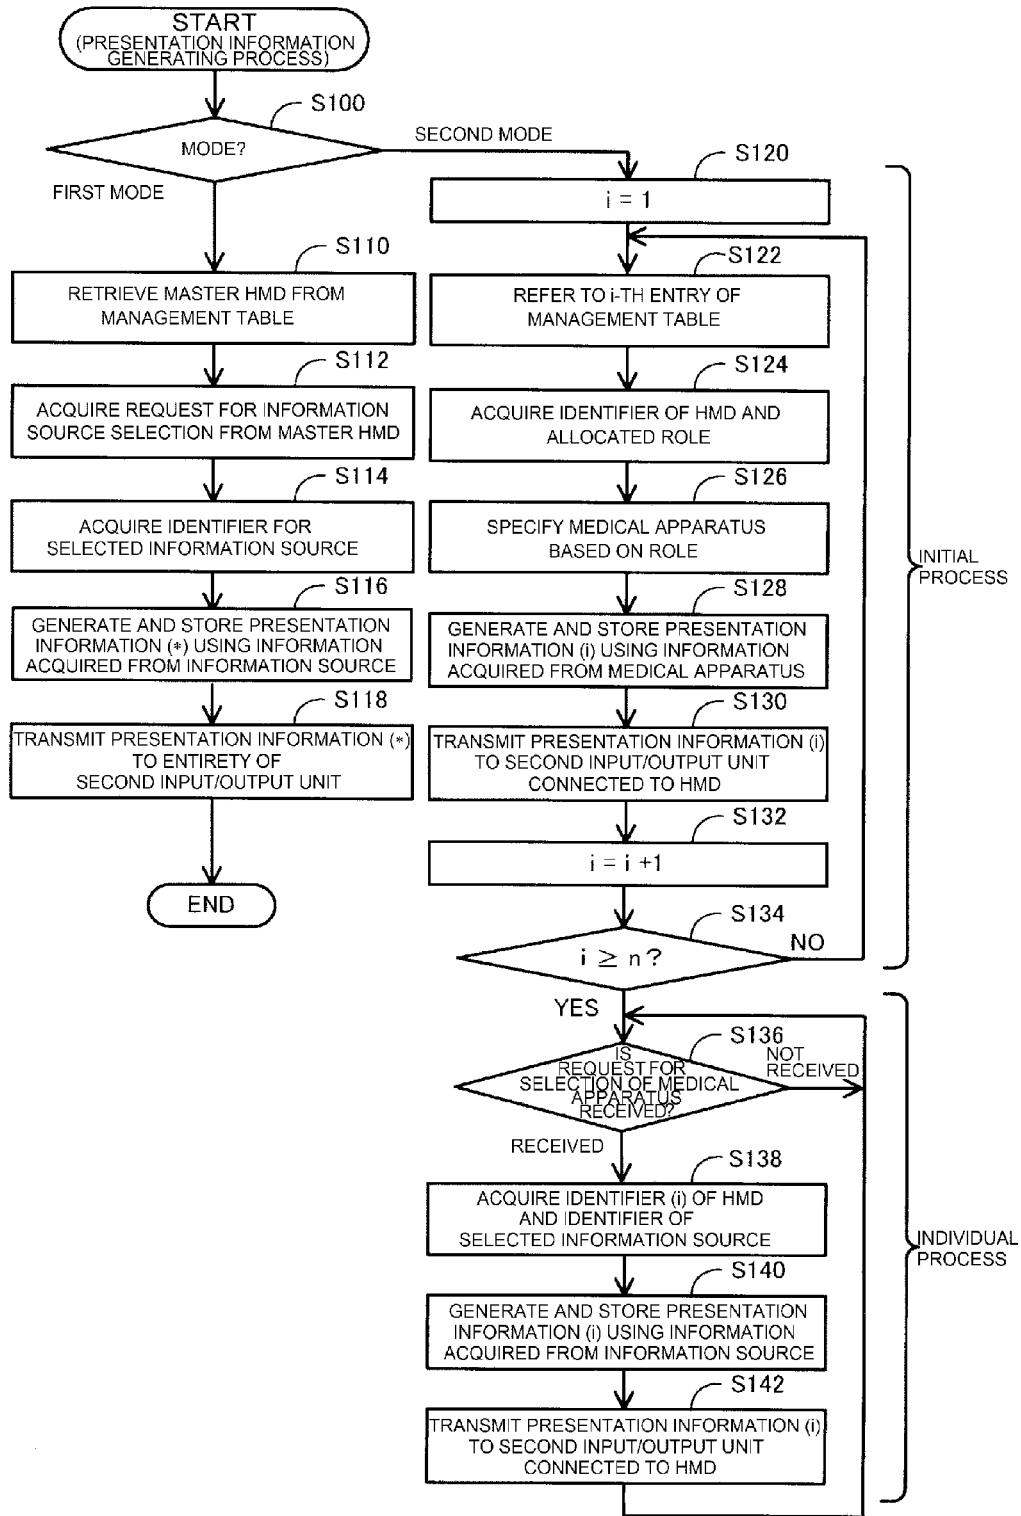 START
(PRESENTATION INFORMATION
GENERATING PROCESS)
S100
MODE?
SECOND MODE
FIRST MODE
S110
RETRIEVE MASTER HMD FROM
MANAGEMENT TABLE
S112
ACQUIRE REQUEST FOR INFORMATION
SOURCE SELECTION FROM MASTER HMD
S114
ACQUIRE IDENTIFIER FOR
SELECTED INFORMATION SOURCE
S116
GENERATE AND STORE PRESENTATION
INFORMATION (*) USING INFORMATION
ACQUIRED FROM INFORMATION SOURCE
S118
TRANSMIT PRESENTATION INFORMATION (*)
TO ENTIRETY OF
SECOND INPUT/OUTPUT UNIT
END
S120
i = 1
S122
REFER TO i-TH ENTRY OF
MANAGEMENT TABLE
S124
ACQUIRE IDENTIFIER OF HMD AND
ALLOCATED ROLE
S126
SPECIFY MEDICAL APPARATUS
BASED ON ROLE
S128
GENERATE AND STORE PRESENTATION
INFORMATION (i) USING INFORMATION
ACQUIRED FROM MEDICAL APPARATUS
S130
TRANSMIT PRESENTATION INFORMATION (i)
TO SECOND INPUT/OUTPUT UNIT
CONNECTED TO HMD
S132
i = i +1
S134
i ≥ n?
NO
YES
INITIAL
PROCESS
S136
IS
REQUEST FOR
SELECTION OF MEDICAL
APPARATUS
RECEIVED?
NOT
RECEIVED
RECEIVED
S138
ACQUIRE IDENTIFIER (i) OF HMD
AND IDENTIFIER OF
SELECTED INFORMATION SOURCE
S140
GENERATE AND STORE PRESENTATION
INFORMATION (i) USING INFORMATION
ACQUIRED FROM INFORMATION SOURCE
S142
TRANSMIT PRESENTATION INFORMATION (i)
TO SECOND INPUT/OUTPUT UNIT
CONNECTED TO HMD
INDIVIDUAL
PROCESS